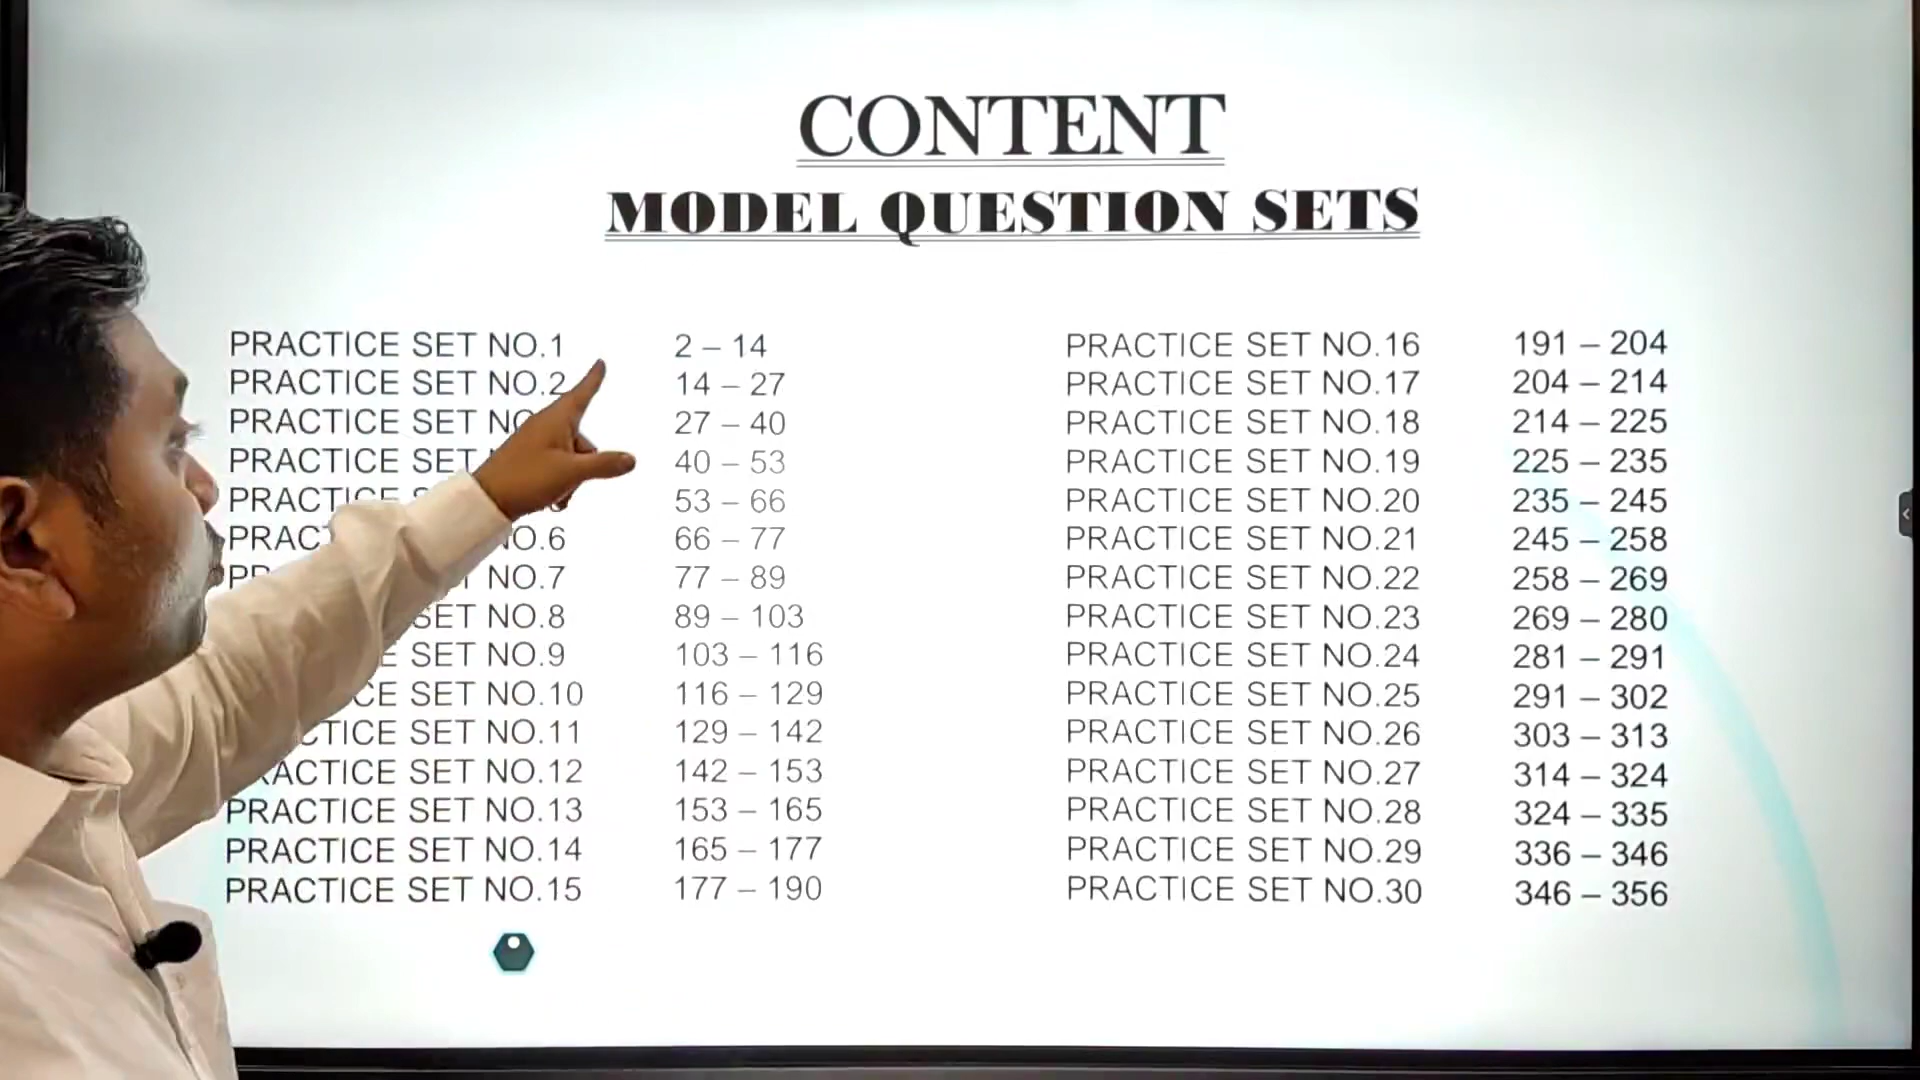 CONTENT
MODEL QUESTION SETS
PRACTICE SET NO.1 2 – 14
PRACTICE SET NO.2 14 – 27
PRACTICE SET 27 – 40
PRACTICE SET 40 – 53
PRACTICE 53 – 66
NO.6 66 – 77
NO.7 77 – 89
SET NO.8 89 – 103
SET NO.9 103 – 116
SET NO.10 116 – 129
SET NO.11 129 – 142
SET NO.12 142 – 153
PRACTICE SET NO.13 153 – 165
PRACTICE SET NO.14 165 – 177
PRACTICE SET NO.15 177 – 190
PRACTICE SET NO.16 191 – 204
PRACTICE SET NO.17 204 – 214
PRACTICE SET NO.18 214 – 225
PRACTICE SET NO.19 225 – 235
PRACTICE SET NO.20 235 – 245
PRACTICE SET NO.21 245 – 258
PRACTICE SET NO.22 258 – 269
PRACTICE SET NO.23 269 – 280
PRACTICE SET NO.24 281 – 291
PRACTICE SET NO.25 291 – 302
PRACTICE SET NO.26 303 – 313
PRACTICE SET NO.27 314 – 324
PRACTICE SET NO.28 324 – 335
PRACTICE SET NO.29 336 – 346
PRACTICE SET NO.30 346 – 356